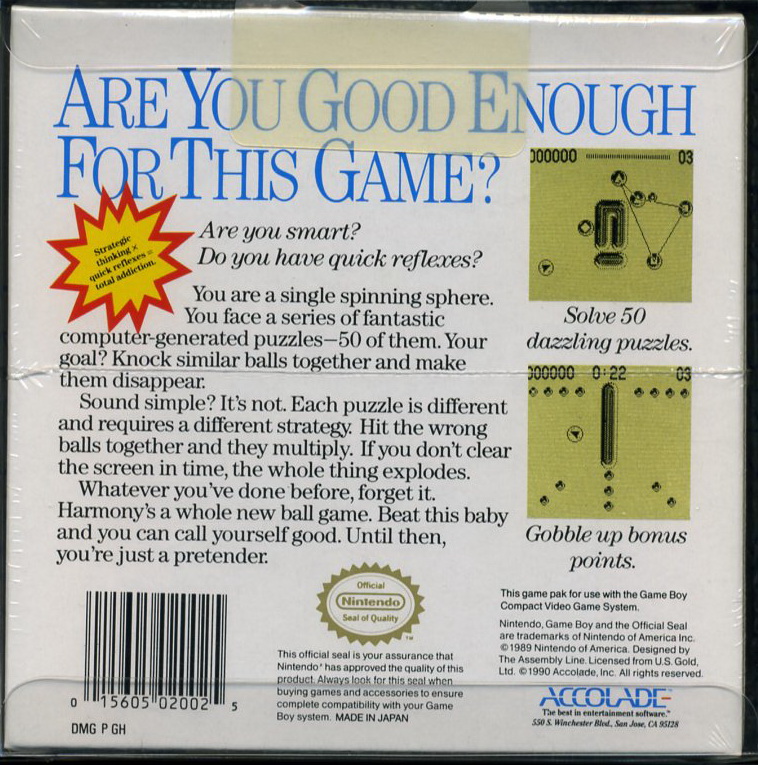 ARE YOU GOOD ENOUGH
FOR THIS GAME?
Strategic
thinking ×
quick reflexes =
total addiction.
Are you smart?
Do you have quick reflexes?
You are a single spinning sphere.
You face a series of fantastic
computer-generated puzzles—50 of them. Your
goal? Knock similar balls together and make
them disappear.
Sound simple? It's not. Each puzzle is different
and requires a different strategy. Hit the wrong
balls together and they multiply. If you don't clear
the screen in time, the whole thing explodes.
Whatever you've done before, forget it.
Harmony's a whole new ball game. Beat this baby
and you can call yourself good. Until then,
you're just a pretender.
000000 03
Solve 50
dazzling puzzles.
000000 0:22 03
Gobble up bonus
points.
0 15605 02002 5
DMG P GH
Official
Nintendo
Seal of Quality
TM
This official seal is your assurance that
Nintendo® has approved the quality of this
product. Always look for this seal when
buying games and accessories to ensure
complete compatibility with your Game
Boy system. MADE IN JAPAN
This game pak for use with the Game Boy
Compact Video Game System.
Nintendo, Game Boy and the Official Seal
are trademarks of Nintendo of America Inc.
©1989 Nintendo of America. Designed by
The Assembly Line. Licensed from U.S. Gold,
Ltd. ©1990 Accolade, Inc. All rights reserved.
ACCOLADE™
The best in entertainment software.™
550 S. Winchester Blvd., San Jose, CA 95128